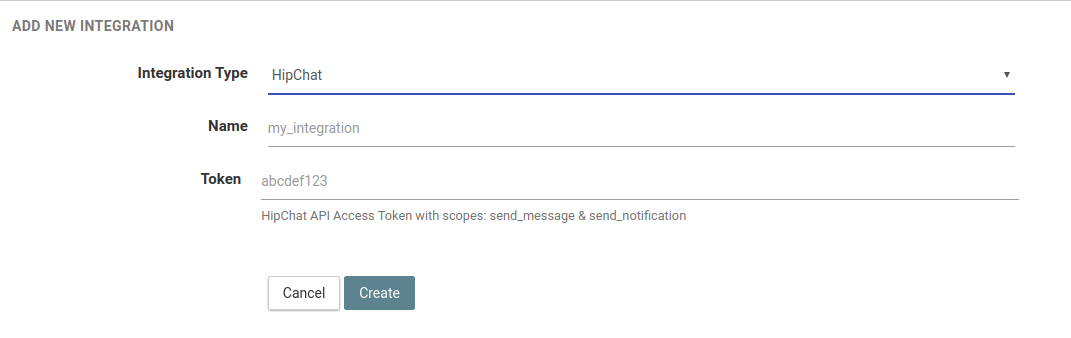 ADD NEW INTEGRATION
Integration Type HipChat
Name my_integration
Token abcdef123
HipChat API Access Token with scopes: send_message & send_notification
Cancel Create